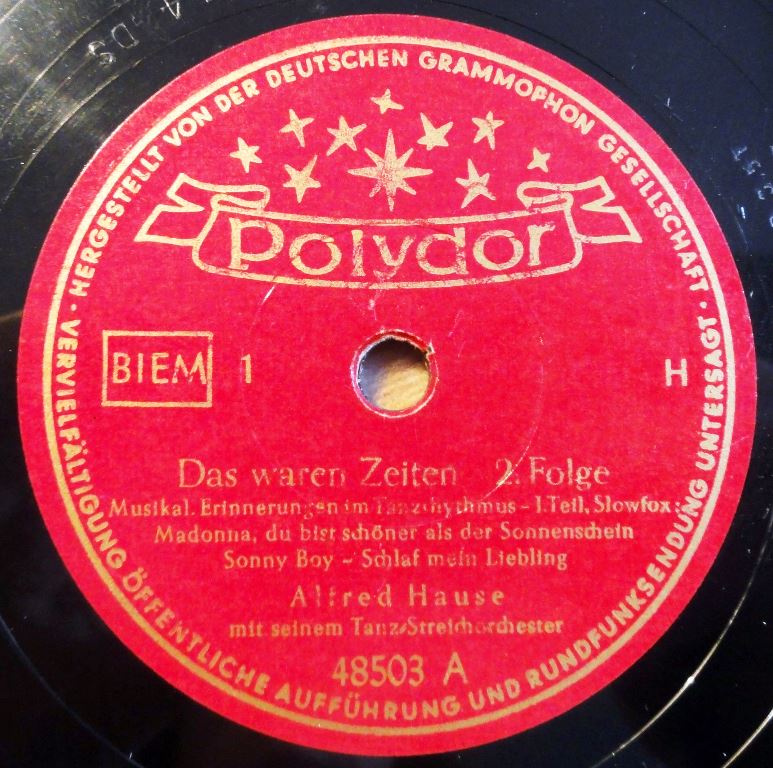 HERGESTELLT VON DER DEUTSCHEN GRAMMOPHON GESELLSCHAFT · VERVIELFÄLTIGUNG ÖFFENTLICHE AUFFÜHRUNG UND RUNDFUNKSENDUNG UNTERSAGT ·
Polydor
BIEM 1 H
Das waren Zeiten 2. Folge
Musikal. Erinnerungen im Tanzrhythmus - I. Teil, Slowfox:
Madonna, du bist schöner als der Sonnenschein
Sonny Boy - Schlaf mein Liebling
Alfred Hause
mit seinem Tanz-Streichorchester
48503 A